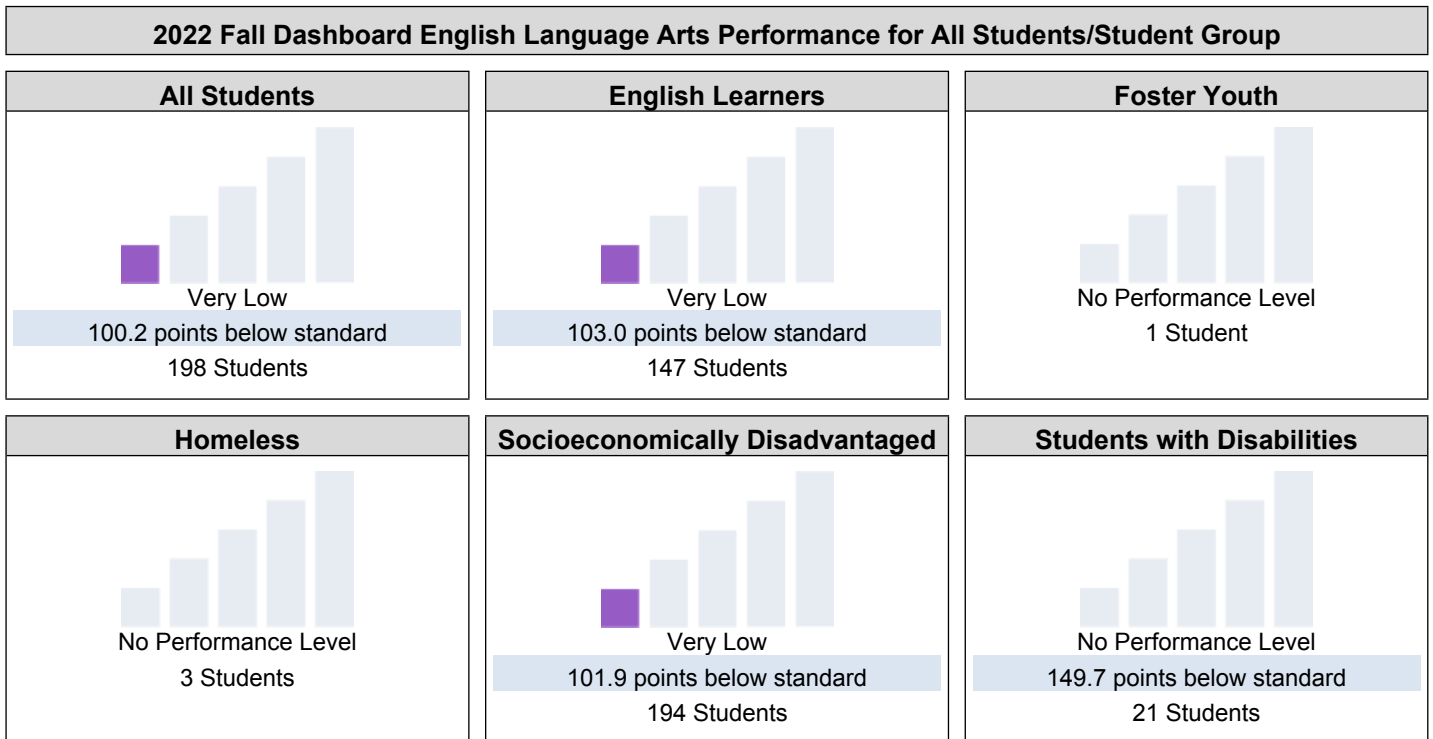 2022 Fall Dashboard English Language Arts Performance for All Students/Student Group
All Students
Very Low
100.2 points below standard
198 Students
English Learners
Very Low
103.0 points below standard
147 Students
Foster Youth
No Performance Level
1 Student
Homeless
No Performance Level
3 Students
Socioeconomically Disadvantaged
Very Low
101.9 points below standard
194 Students
Students with Disabilities
No Performance Level
149.7 points below standard
21 Students